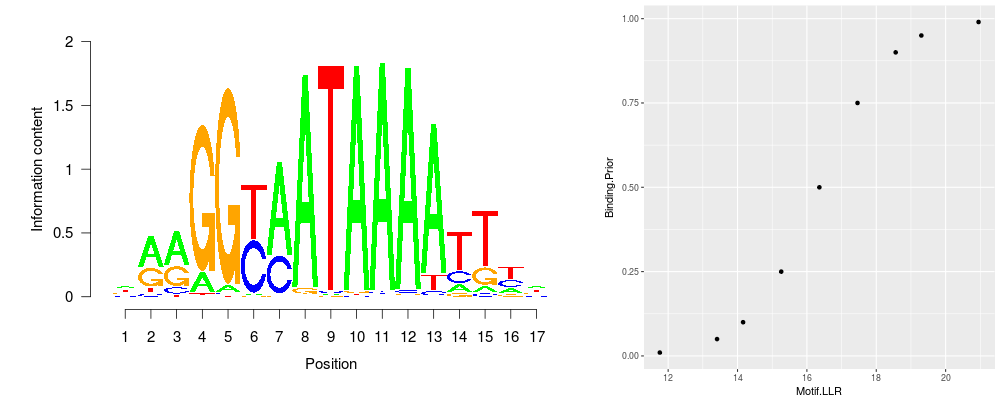 Information content
2
1.5
1
0.5
0
1 2 3 4 5 6 7 8 9 10 11 12 13 14 15 16 17
Position
A A G G T A A T A A A A T T T
G G A A C C T C G C
A A A
Binding.Prior
1.00
0.75
0.50
0.25
0.00
12 14 16 18 20
Motif.LLR